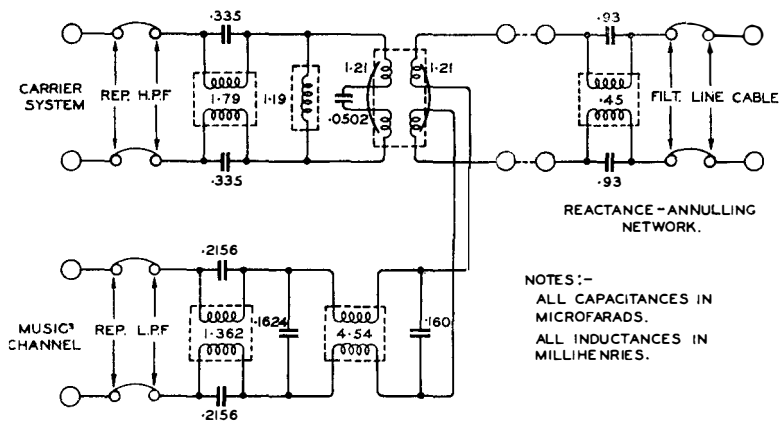 .335
.93
CARRIER
SYSTEM
REP. H.P.F
1.79
1.19
1.21
.0502
1.21
.45
FILT. LINE CABLE
.335
.93
REACTANCE-ANNULLING
NETWORK.
.2156
MUSIC
CHANNEL
REP. L.P.F
1.362
.1624
4.54
.160
.2156
NOTES:-
ALL CAPACITANCES IN
MICROFARADS.
ALL INDUCTANCES IN
MILLIHENRIES.